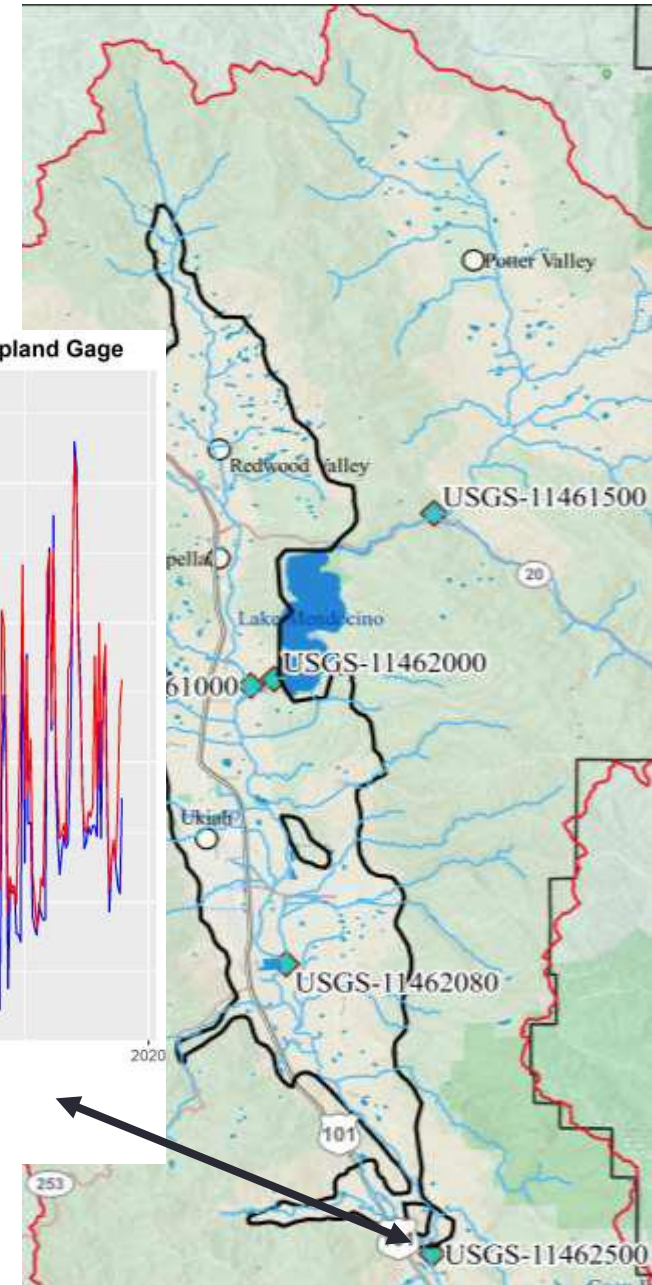 Potter Valley
pland Gage
Redwood Valley
USGS-11461500
pella
20
Lake Mendocino
USGS-11462000
61000
Ukiah
USGS-11462080
2020
101
253
USGS-11462500